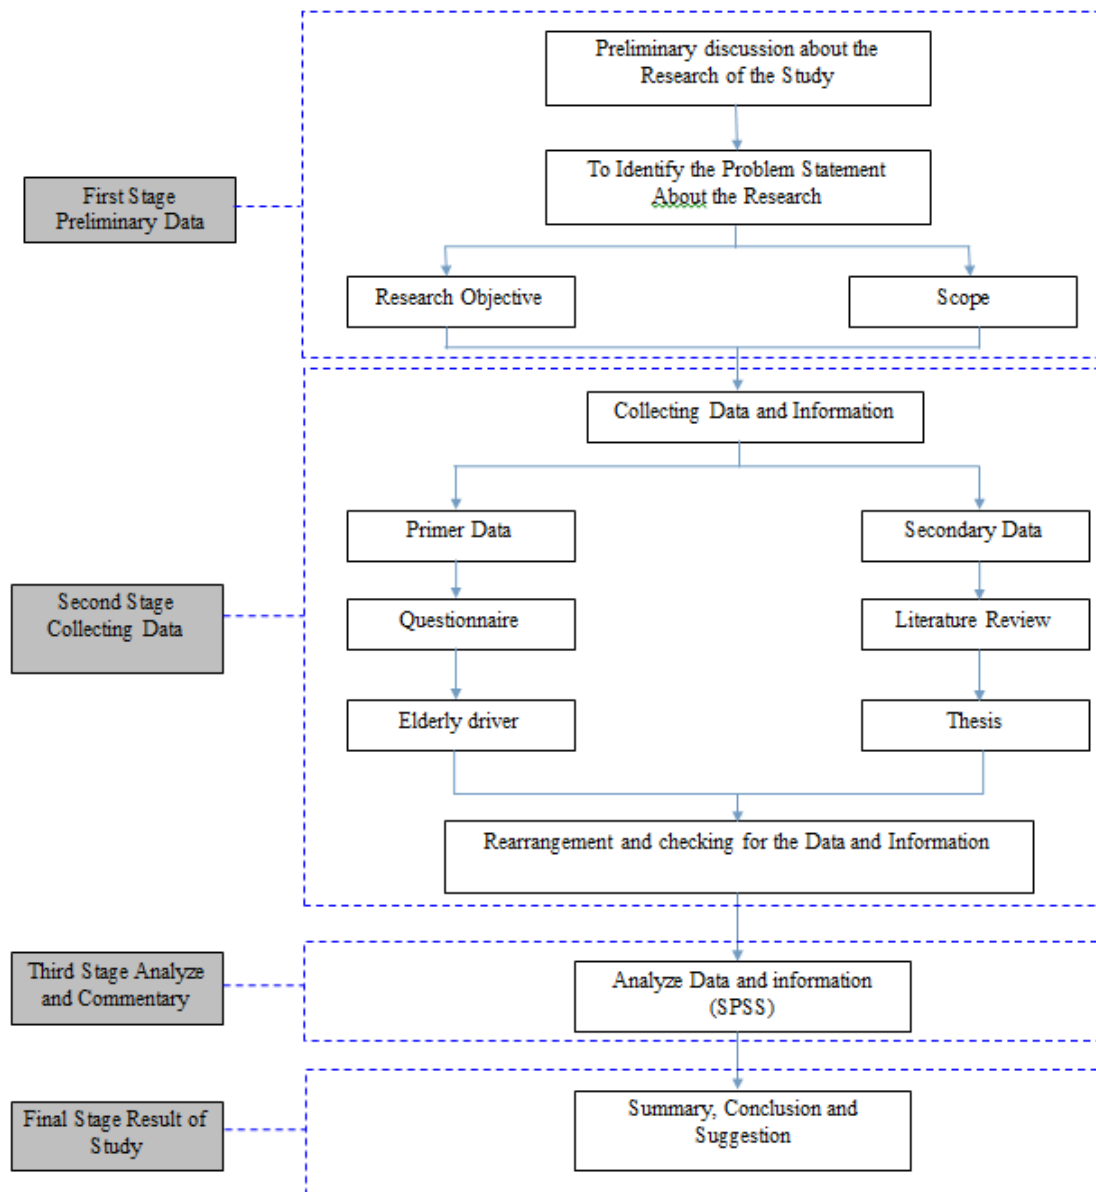 Preliminary discussion about the
Research of the Study
To Identify the Problem Statement
About the Research
First Stage
Preliminary Data
Research Objective
Scope
Collecting Data and Information
Primer Data
Secondary Data
Second Stage
Collecting Data
Questionnaire
Literature Review
Elderly driver
Thesis
Rearrangement and checking for the Data and Information
Third Stage Analyze
and Commentary
Analyze Data and information
(SPSS)
Final Stage Result of
Study
Summary, Conclusion and
Suggestion